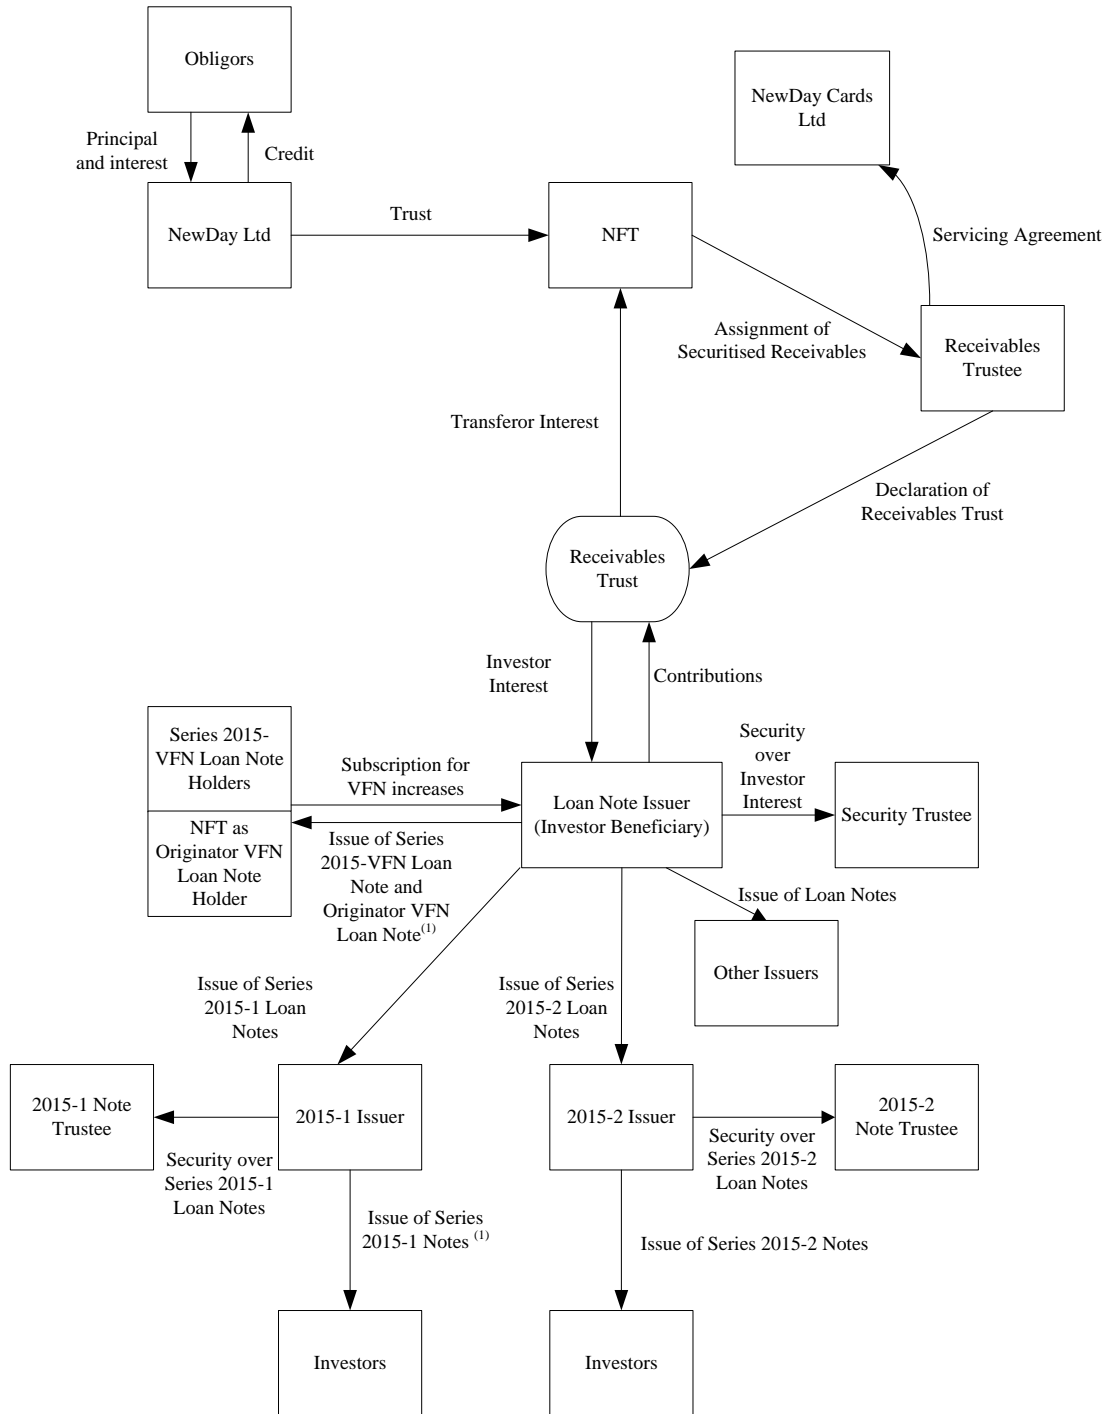 Obligors
NewDay Cards
Ltd
Principal
and interest
Credit
NewDay Ltd
Trust
NFT
Servicing Agreement
Assignment of
Securitised Receivables
Receivables
Trustee
Transferor Interest
Declaration of
Receivables Trust
Receivables
Trust
Investor
Interest
Contributions
Series 2015-
VFN Loan Note
Holders
Subscription for
VFN increases
Security
over
Investor
Interest
Loan Note Issuer
(Investor Beneficiary)
Security Trustee
NFT as
Originator VFN
Loan Note
Holder
Issue of Series
2015-VFN Loan
Note and
Originator VFN
Loan Note(1)
Issue of Loan Notes
Other Issuers
Issue of Series
2015-1 Loan
Notes
Issue of Series
2015-2 Loan
Notes
2015-1 Note
Trustee
2015-1 Issuer
2015-2 Issuer
2015-2
Note Trustee
Security over
Series 2015-1
Loan Notes
Security over
Series 2015-2
Loan Notes
Issue of Series
2015-1 Notes (1)
Issue of Series 2015-2 Notes
Investors
Investors